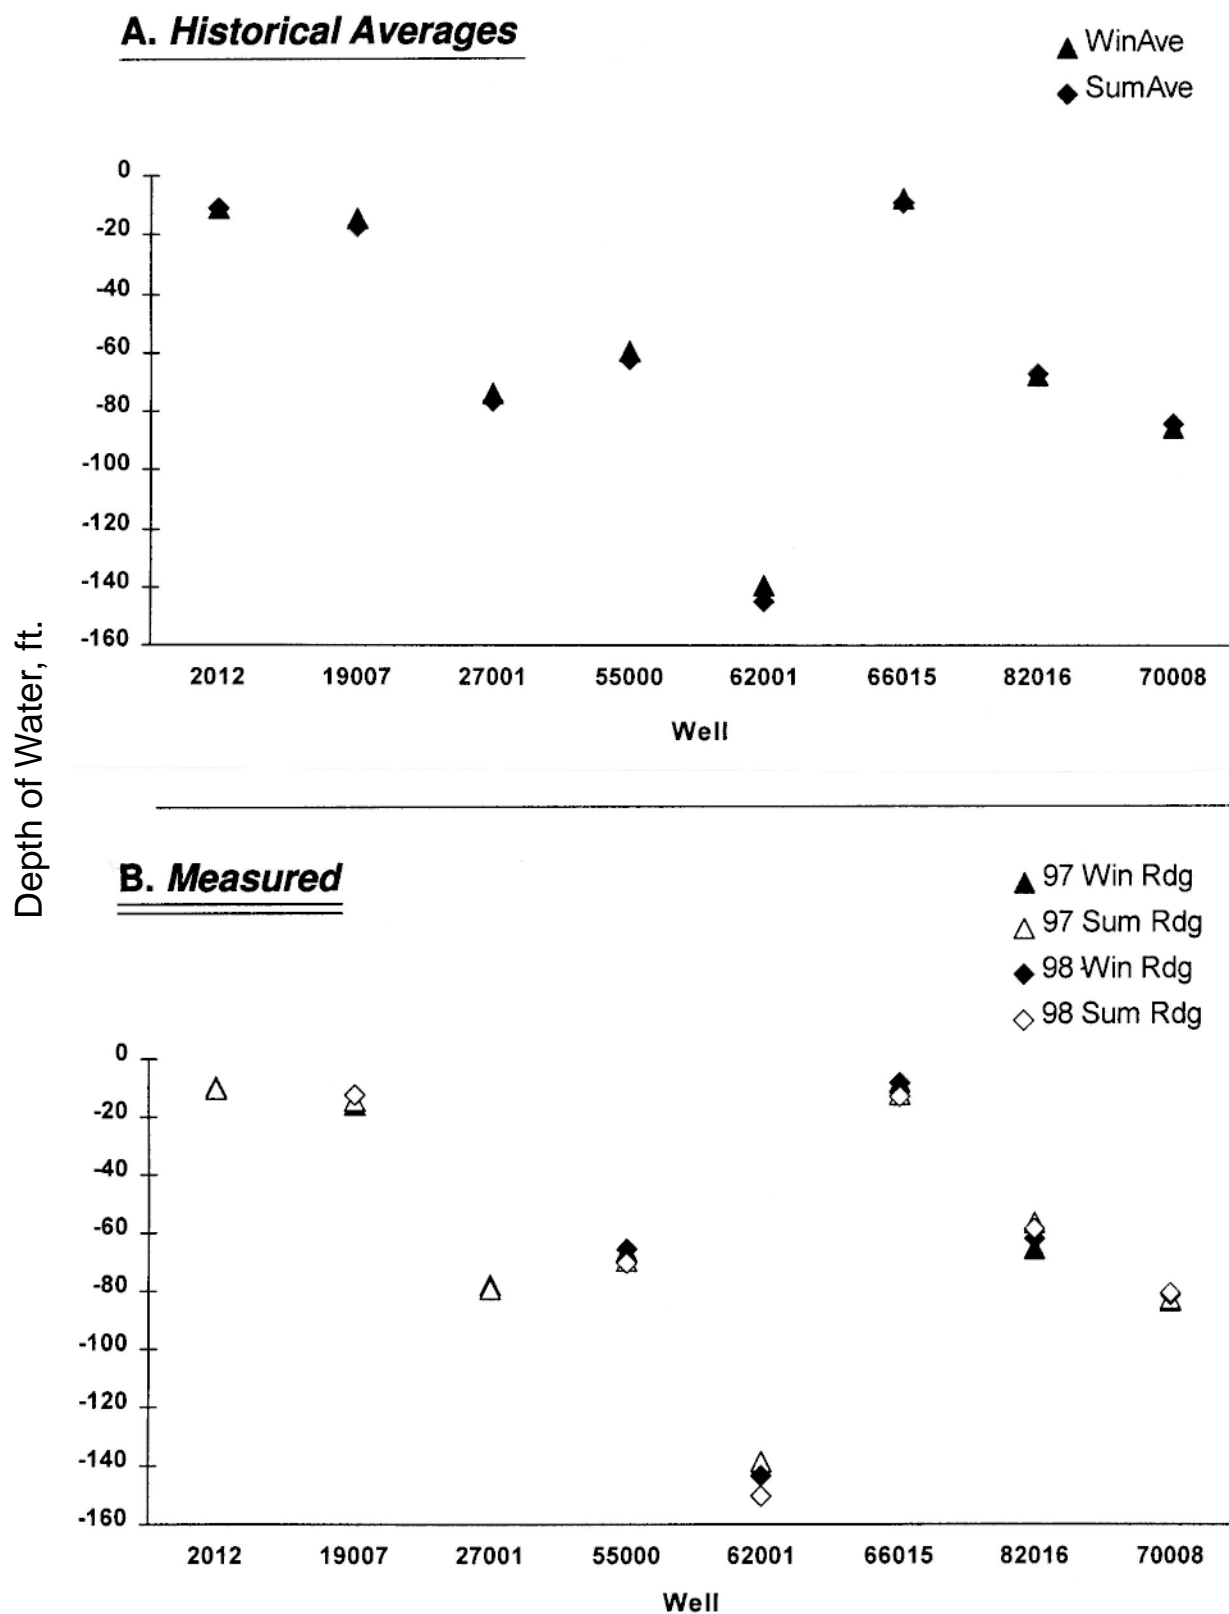 A. Historical Averages
WinAve
SumAve
0
-20
-40
-60
-80
-100
-120
-140
-160
2012 19007 27001 55000 62001 66015 82016 70008
Well
Depth of Water, ft.
B. Measured
97 Win Rdg
97 Sum Rdg
98 Win Rdg
98 Sum Rdg
0
-20
-40
-60
-80
-100
-120
-140
-160
2012 19007 27001 55000 62001 66015 82016 70008
Well